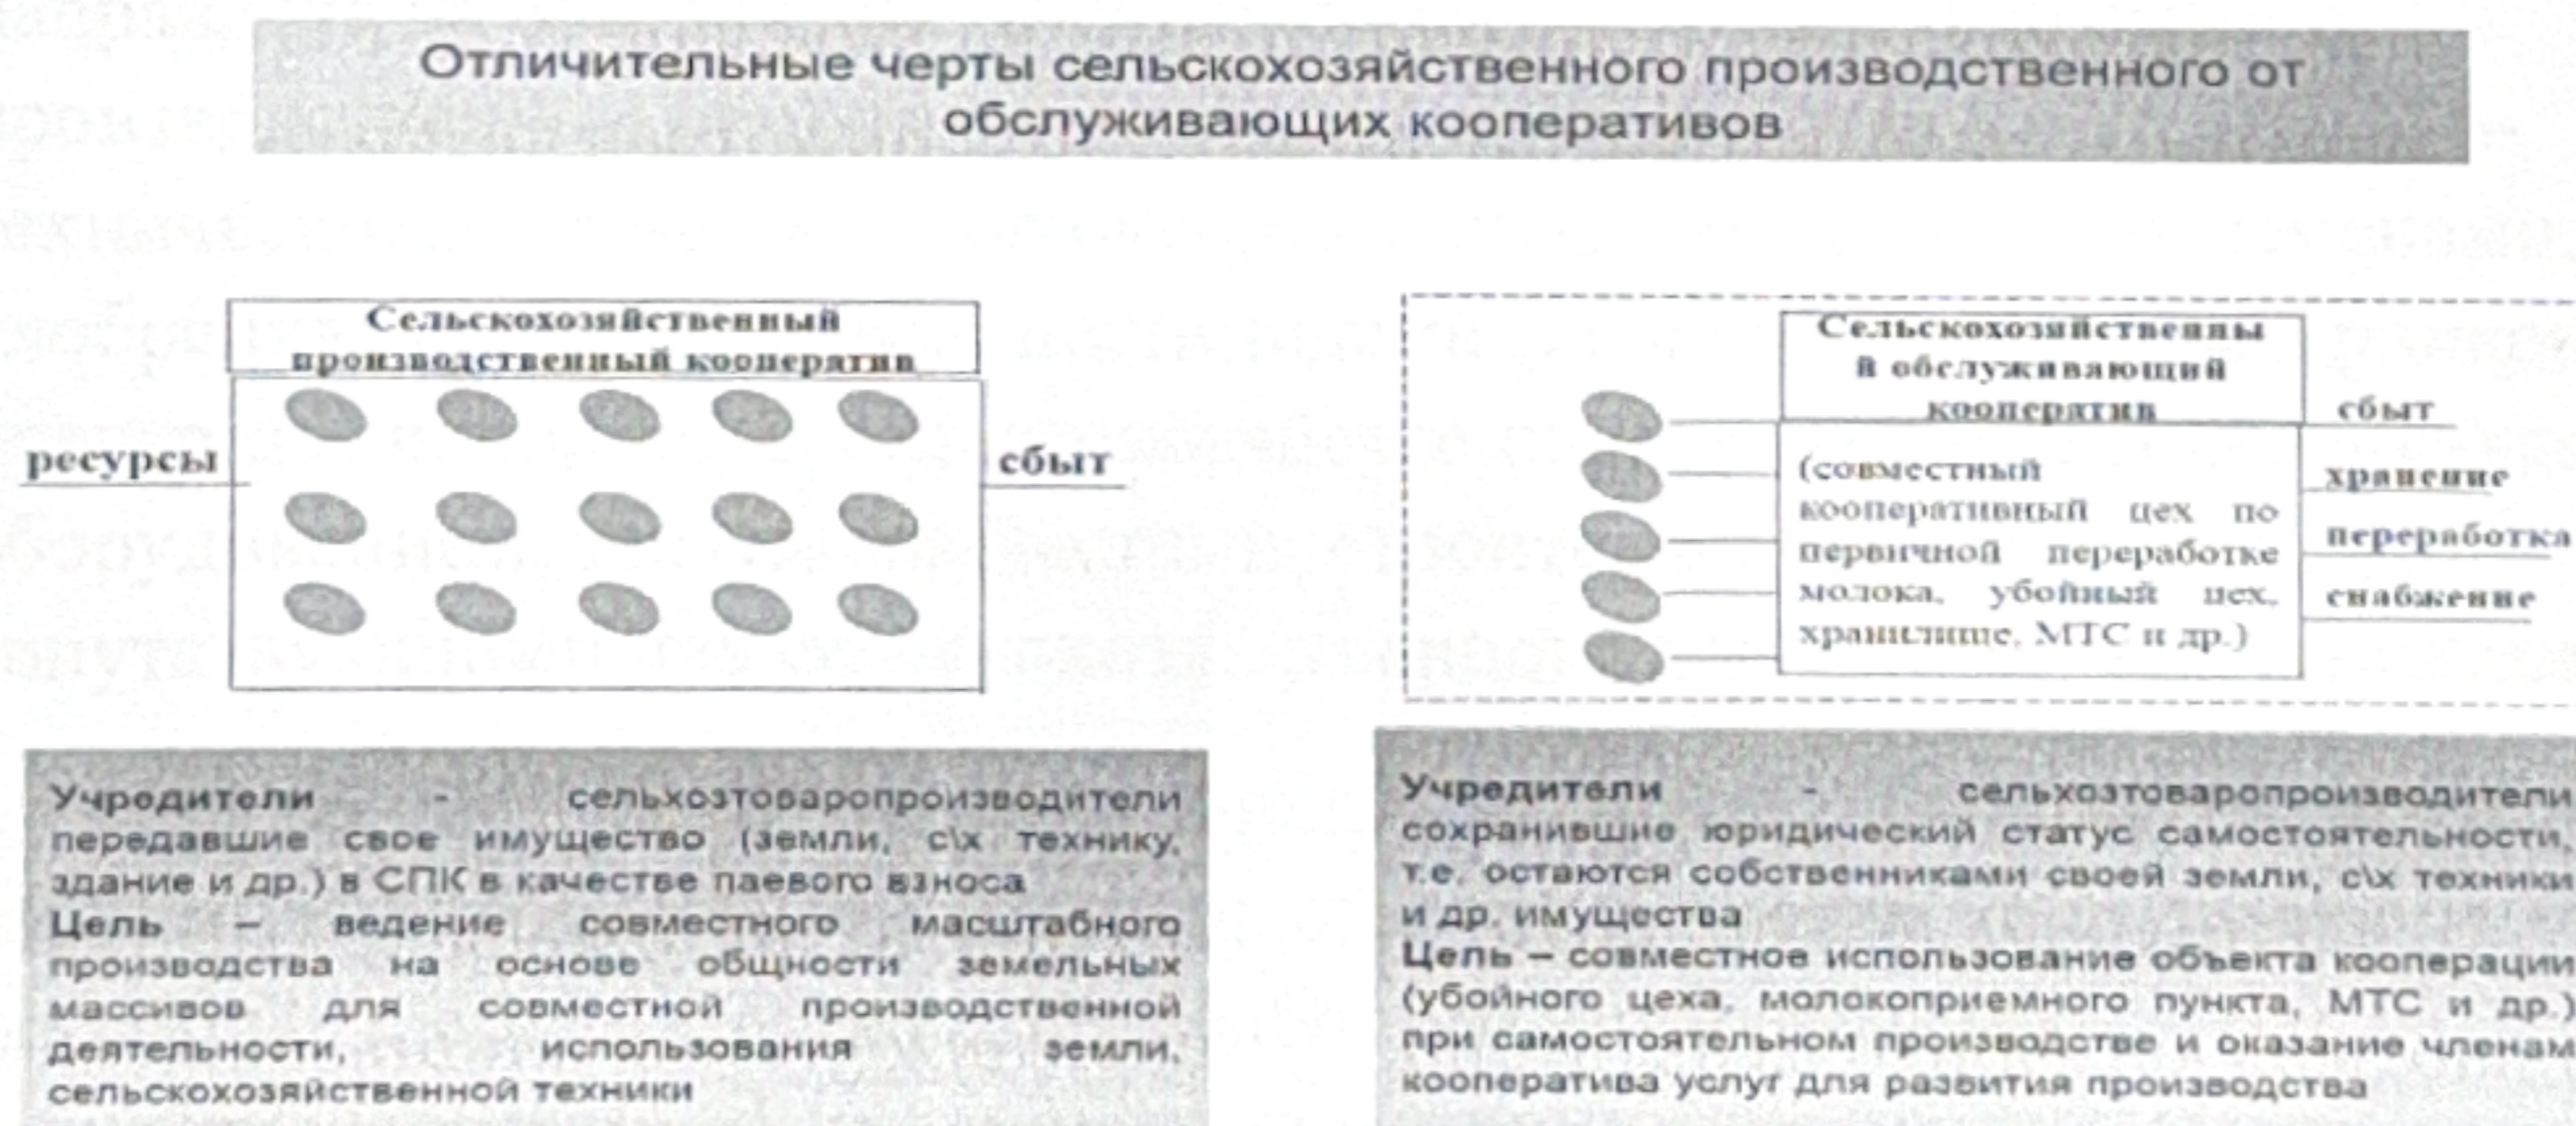 Отличительные черты сельскохозяйственного производственного от
обслуживающих кооперативов
Сельскохозяйственный
производственный кооператив
ресурсы
сбыт
Сельскохозяйственны
й обслуживающий
кооператив
(совместный
кооперативный цех по
первичной переработке
молока, убойный цех,
хранилище, МТС и др.)
сбыт
хранение
переработка
снабжение
Учредители - сельхозтоваропроизводители
передавшие свое имущество (земли, с\х технику,
здание и др.) в СПК в качестве паевого взноса
Цель – ведение совместного масштабного
производства на основе общности земельных
массивов для совместной производственной
деятельности, использования земли,
сельскохозяйственной техники
Учредители - сельхозтоваропроизводители
сохранившие юридический статус самостоятельности,
т.е. остаются собственниками своей земли, с\х техники
и др. имущества
Цель – совместное использование объекта кооперации
(убойного цеха, молокоприемного пункта, МТС и др.)
при самостоятельном производстве и оказание членам
кооператива услуг для развития производства